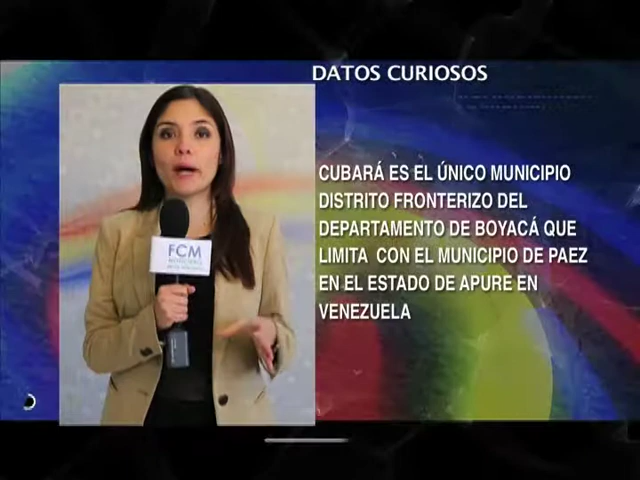 DATOS CURIOSOS
CUBARÁ ES EL ÚNICO MUNICIPIO
DISTRITO FRONTERIZO DEL
DEPARTAMENTO DE BOYACÁ QUE
LIMITA CON EL MUNICIPIO DE PAEZ
EN EL ESTADO DE APURE EN
VENEZUELA
FCM